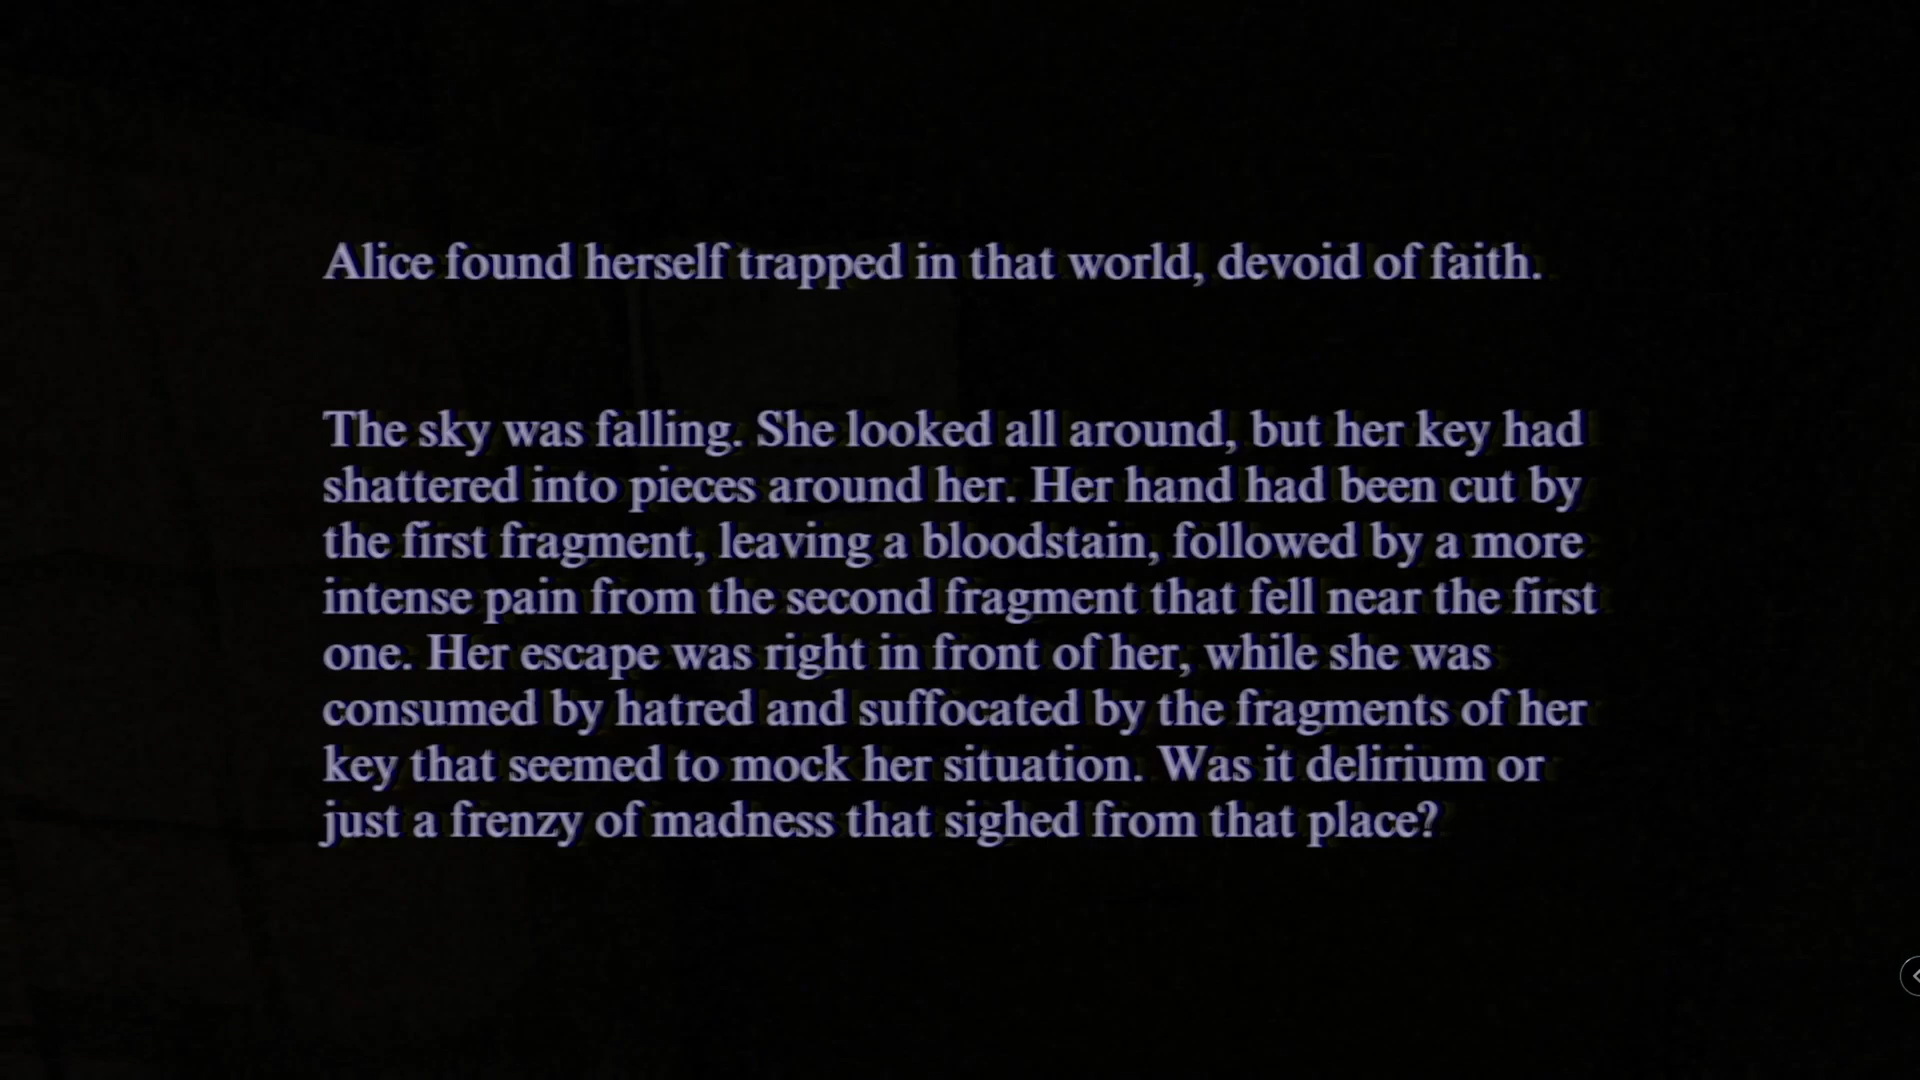 Alice found herself trapped in that world, devoid of faith.
The sky was falling. She looked all around, but her key had
shattered into pieces around her. Her hand had been cut by
the first fragment, leaving a bloodstain, followed by a more
intense pain from the second fragment that fell near the first
one. Her escape was right in front of her, while she was
consumed by hatred and suffocated by the fragments of her
key that seemed to mock her situation. Was it delirium or
just a frenzy of madness that sighed from that place?